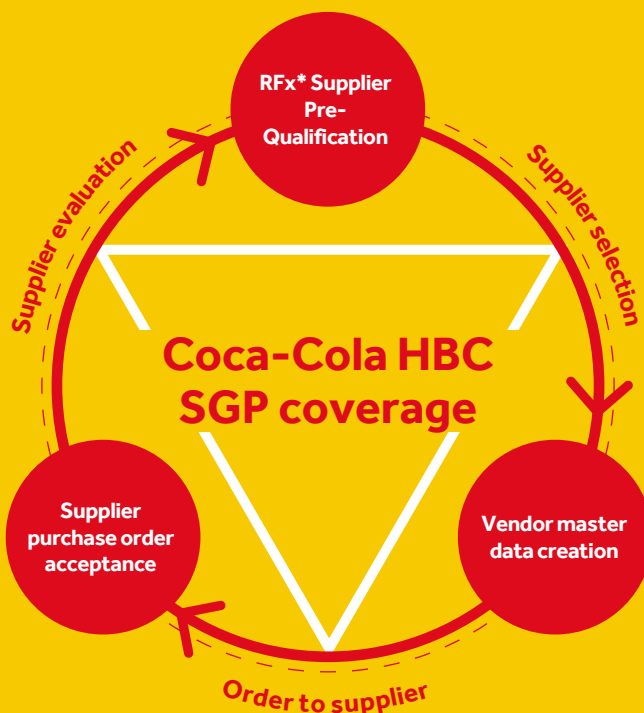 RFx* Supplier
Pre-
Qualification
Supplier evaluation
Supplier selection
Coca-Cola HBC
SGP coverage
Supplier
purchase order
acceptance
Vendor master
data creation
Order to supplier